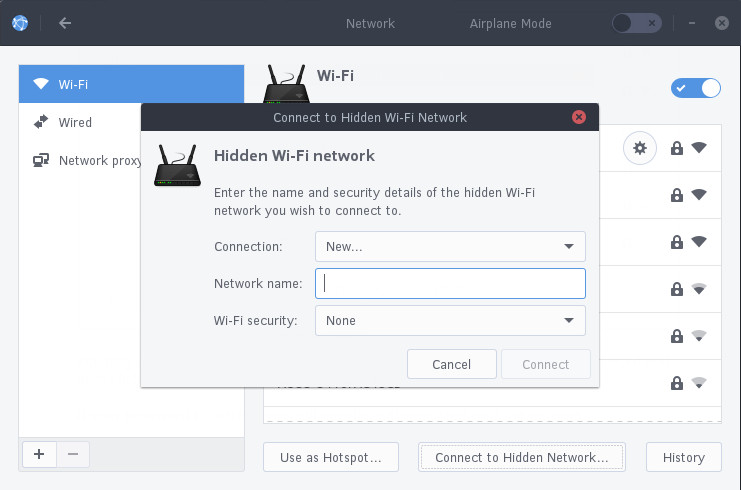 Network
Airplane Mode
Wi-Fi
Wired
Network proxy
Wi-Fi
Connect to Hidden Wi-Fi Network
Hidden Wi-Fi network
Enter the name and security details of the hidden Wi-Fi
network you wish to connect to.
Connection: New...
Network name:
Wi-Fi security: None
Cancel Connect
Use as Hotspot... Connect to Hidden Network... History